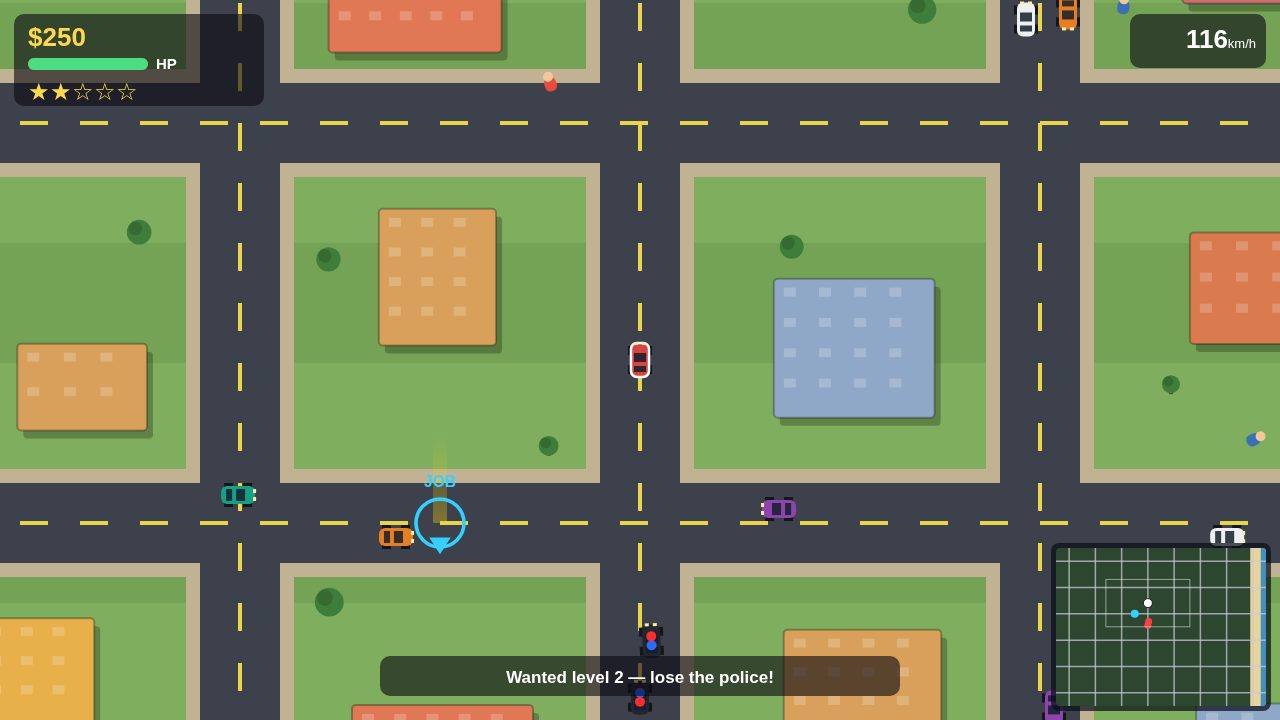 $250
HP
★★☆☆☆
116km/h
JOB
Wanted level 2 — lose the police!